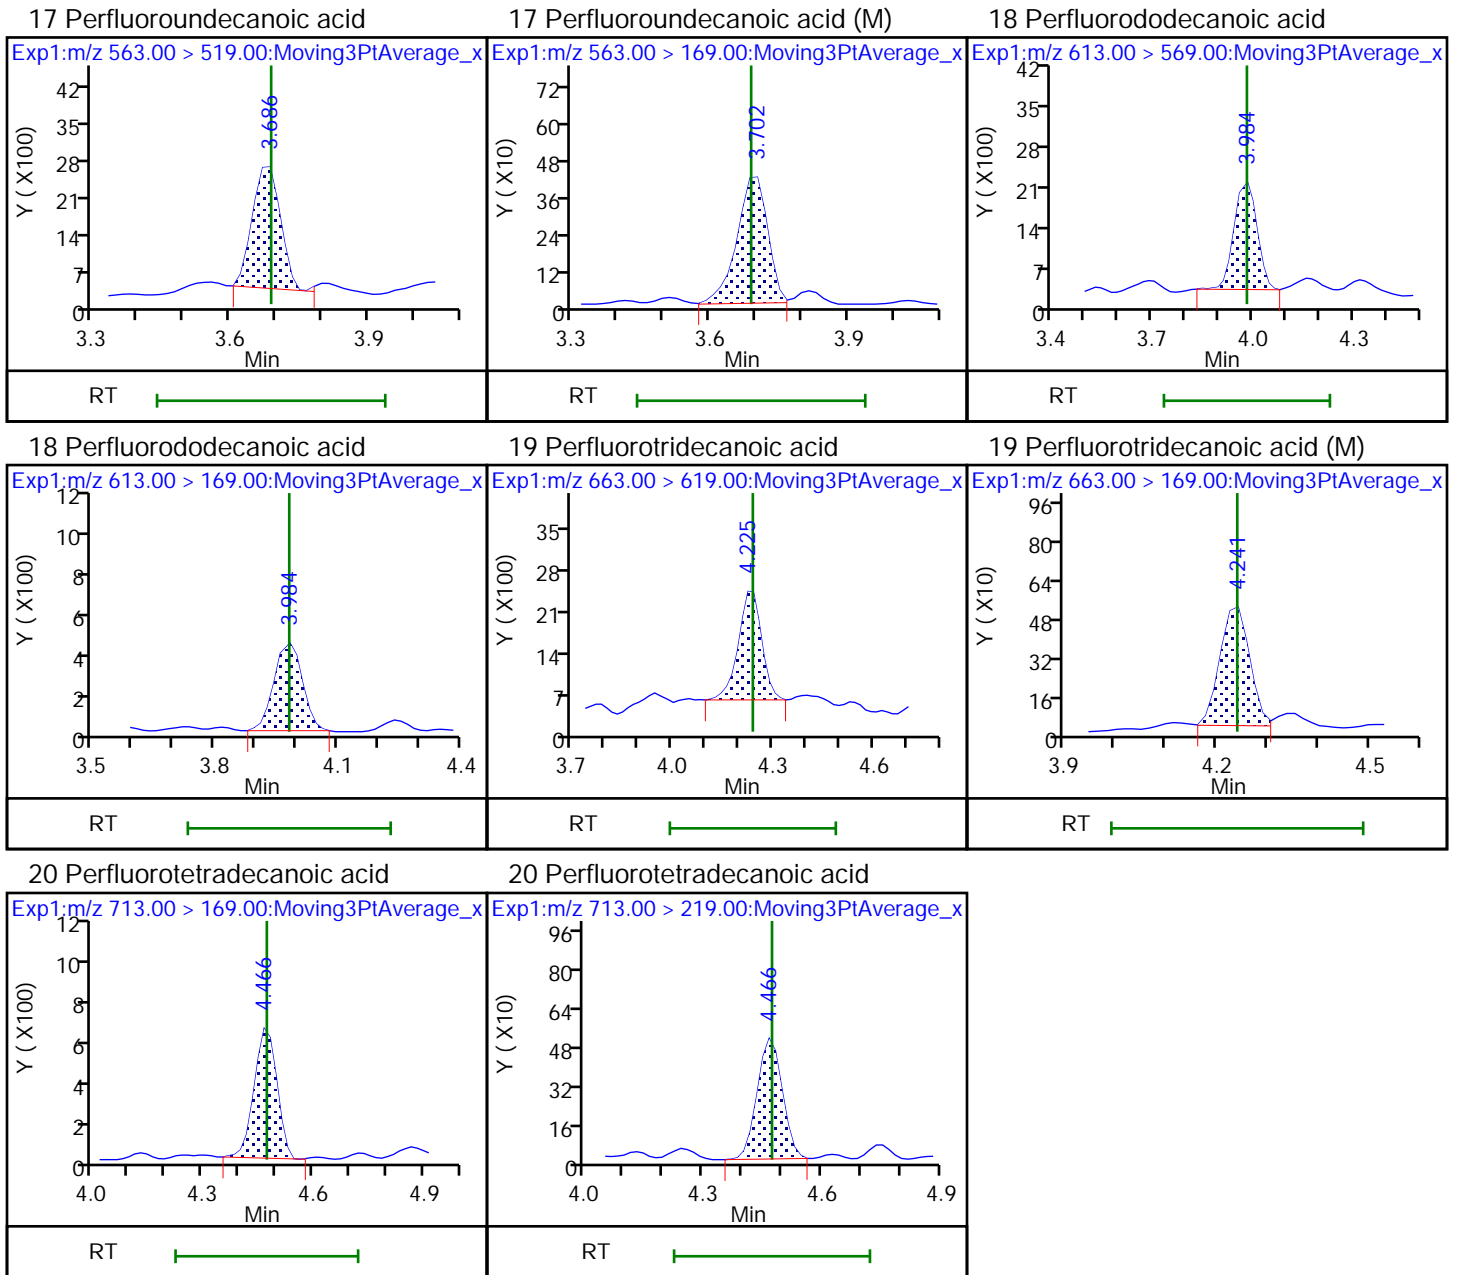 17 Perfluoroundecanoic acid
Exp1:m/z 563.00 > 519.00:Moving3PtAverage_x
Y ( X100)
42
35
28
21
14
7
0
3.686
3.3 3.6 3.9
Min
RT
17 Perfluoroundecanoic acid (M)
Exp1:m/z 563.00 > 169.00:Moving3PtAverage_x
Y ( X10)
72
60
48
36
24
12
0
3.702
3.3 3.6 3.9
Min
RT
18 Perfluorododecanoic acid
Exp1:m/z 613.00 > 569.00:Moving3PtAverage_x
Y ( X100)
42
35
28
21
14
7
0
3.984
3.4 3.7 4.0 4.3
Min
RT
18 Perfluorododecanoic acid
Exp1:m/z 613.00 > 169.00:Moving3PtAverage_x
Y ( X100)
12
10
8
6
4
2
0
3.984
3.5 3.8 4.1 4.4
Min
RT
19 Perfluorotridecanoic acid
Exp1:m/z 663.00 > 619.00:Moving3PtAverage_x
Y ( X100)
35
28
21
14
7
0
4.225
3.7 4.0 4.3 4.6
Min
RT
19 Perfluorotridecanoic acid (M)
Exp1:m/z 663.00 > 169.00:Moving3PtAverage_x
Y ( X10)
96
80
64
48
32
16
0
4.241
3.9 4.2 4.5
Min
RT
20 Perfluorotetradecanoic acid
Exp1:m/z 713.00 > 169.00:Moving3PtAverage_x
Y ( X100)
12
10
8
6
4
2
0
4.466
4.0 4.3 4.6 4.9
Min
RT
20 Perfluorotetradecanoic acid
Exp1:m/z 713.00 > 219.00:Moving3PtAverage_x
Y ( X10)
96
80
64
48
32
16
0
4.466
4.0 4.3 4.6 4.9
Min
RT